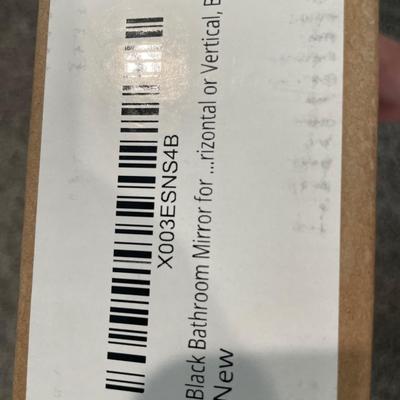 X003ESNS4B
Black Bathroom Mirror for ...rizontal or Vertical, B
New